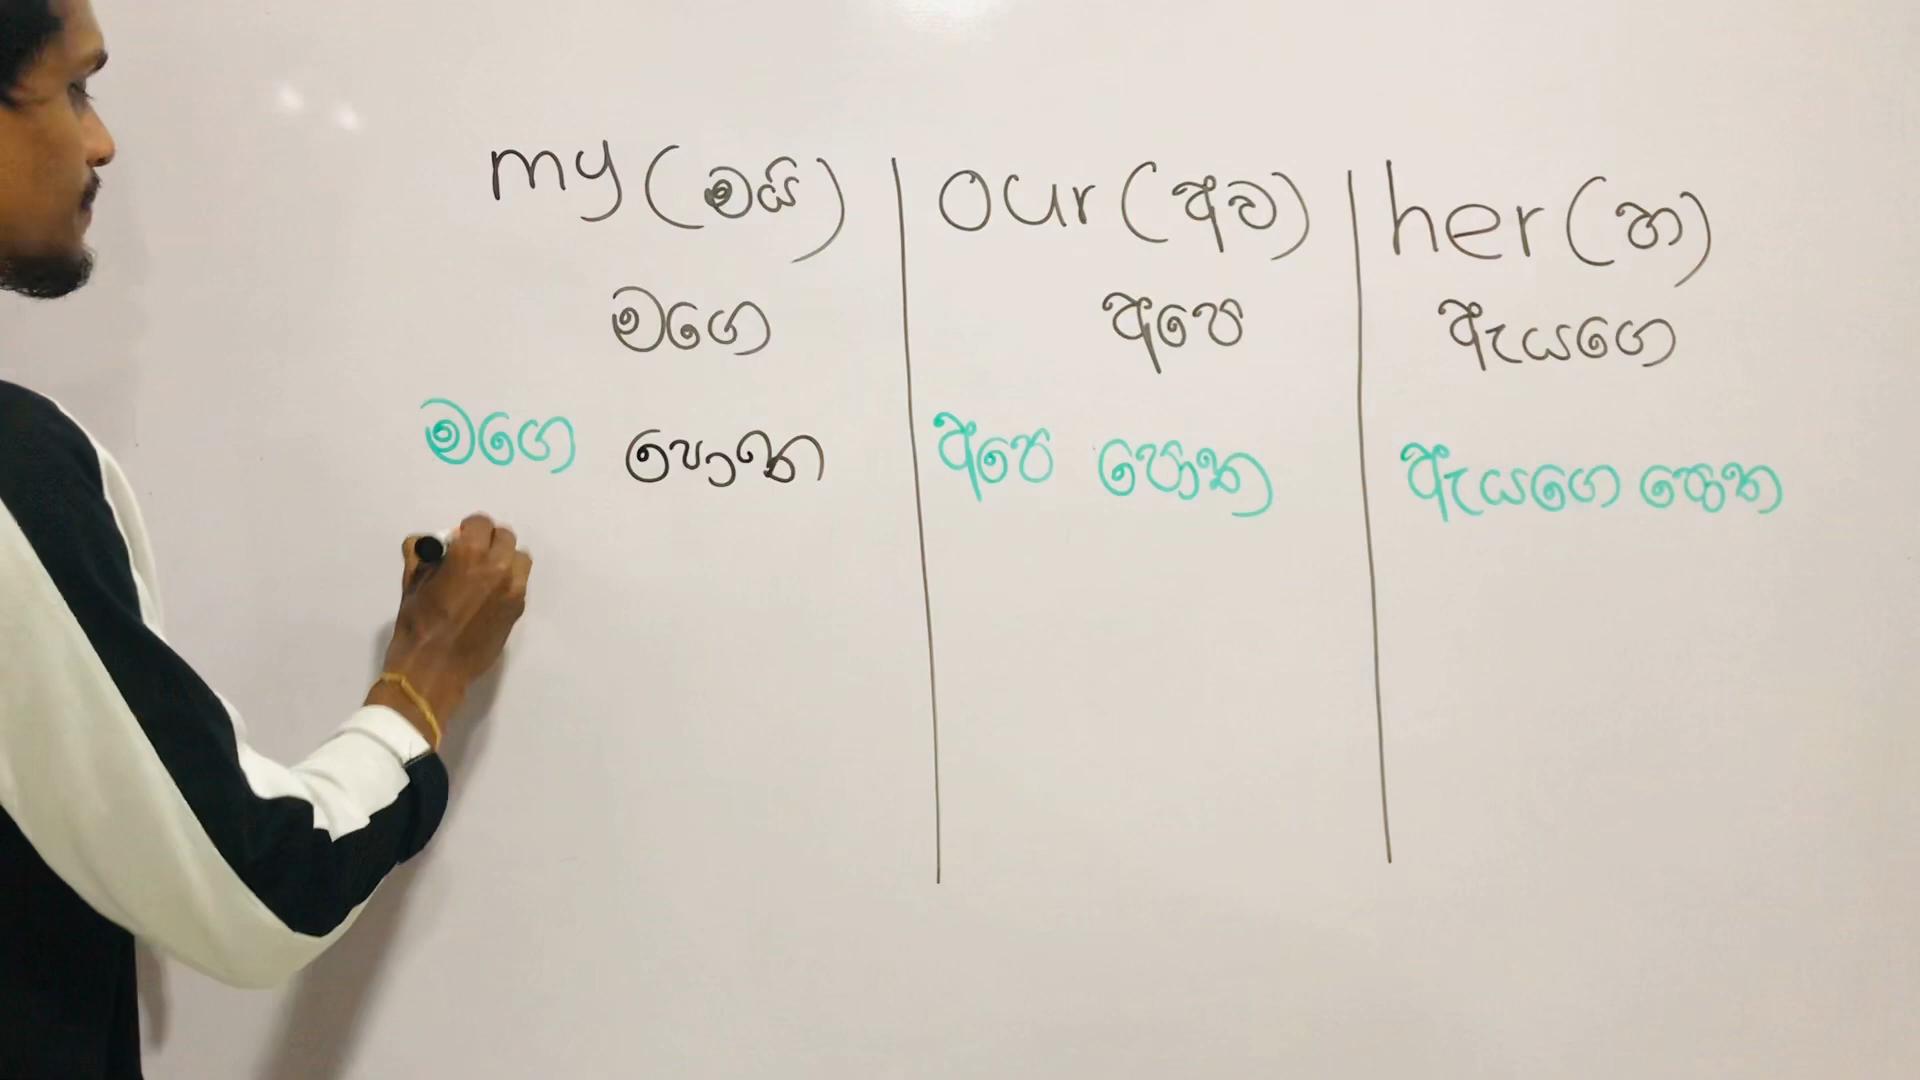 my (මයි) our (අව) her (හ)
මගෙ අපෙ ඇයගෙ
මගෙ පොත අපෙ පොත ඇයගෙ පොත